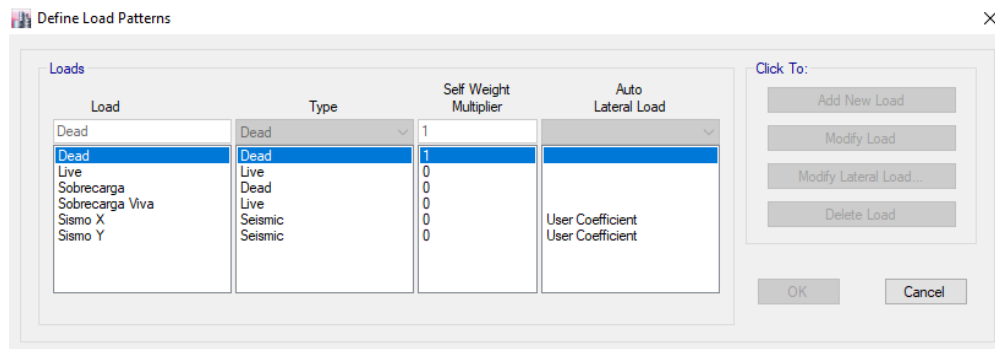 Define Load Patterns
Loads
Click To:
Load
Type
Self Weight
Multiplier
Auto
Lateral Load
Dead
Dead
1
Dead Dead 1
Live Live 0
Sobrecarga Dead 0
Sobrecarga Viva Live 0
Sismo X Seismic 0 User Coefficient
Sismo Y Seismic 0 User Coefficient
Add New Load
Modify Load
Modify Lateral Load...
Delete Load
OK
Cancel